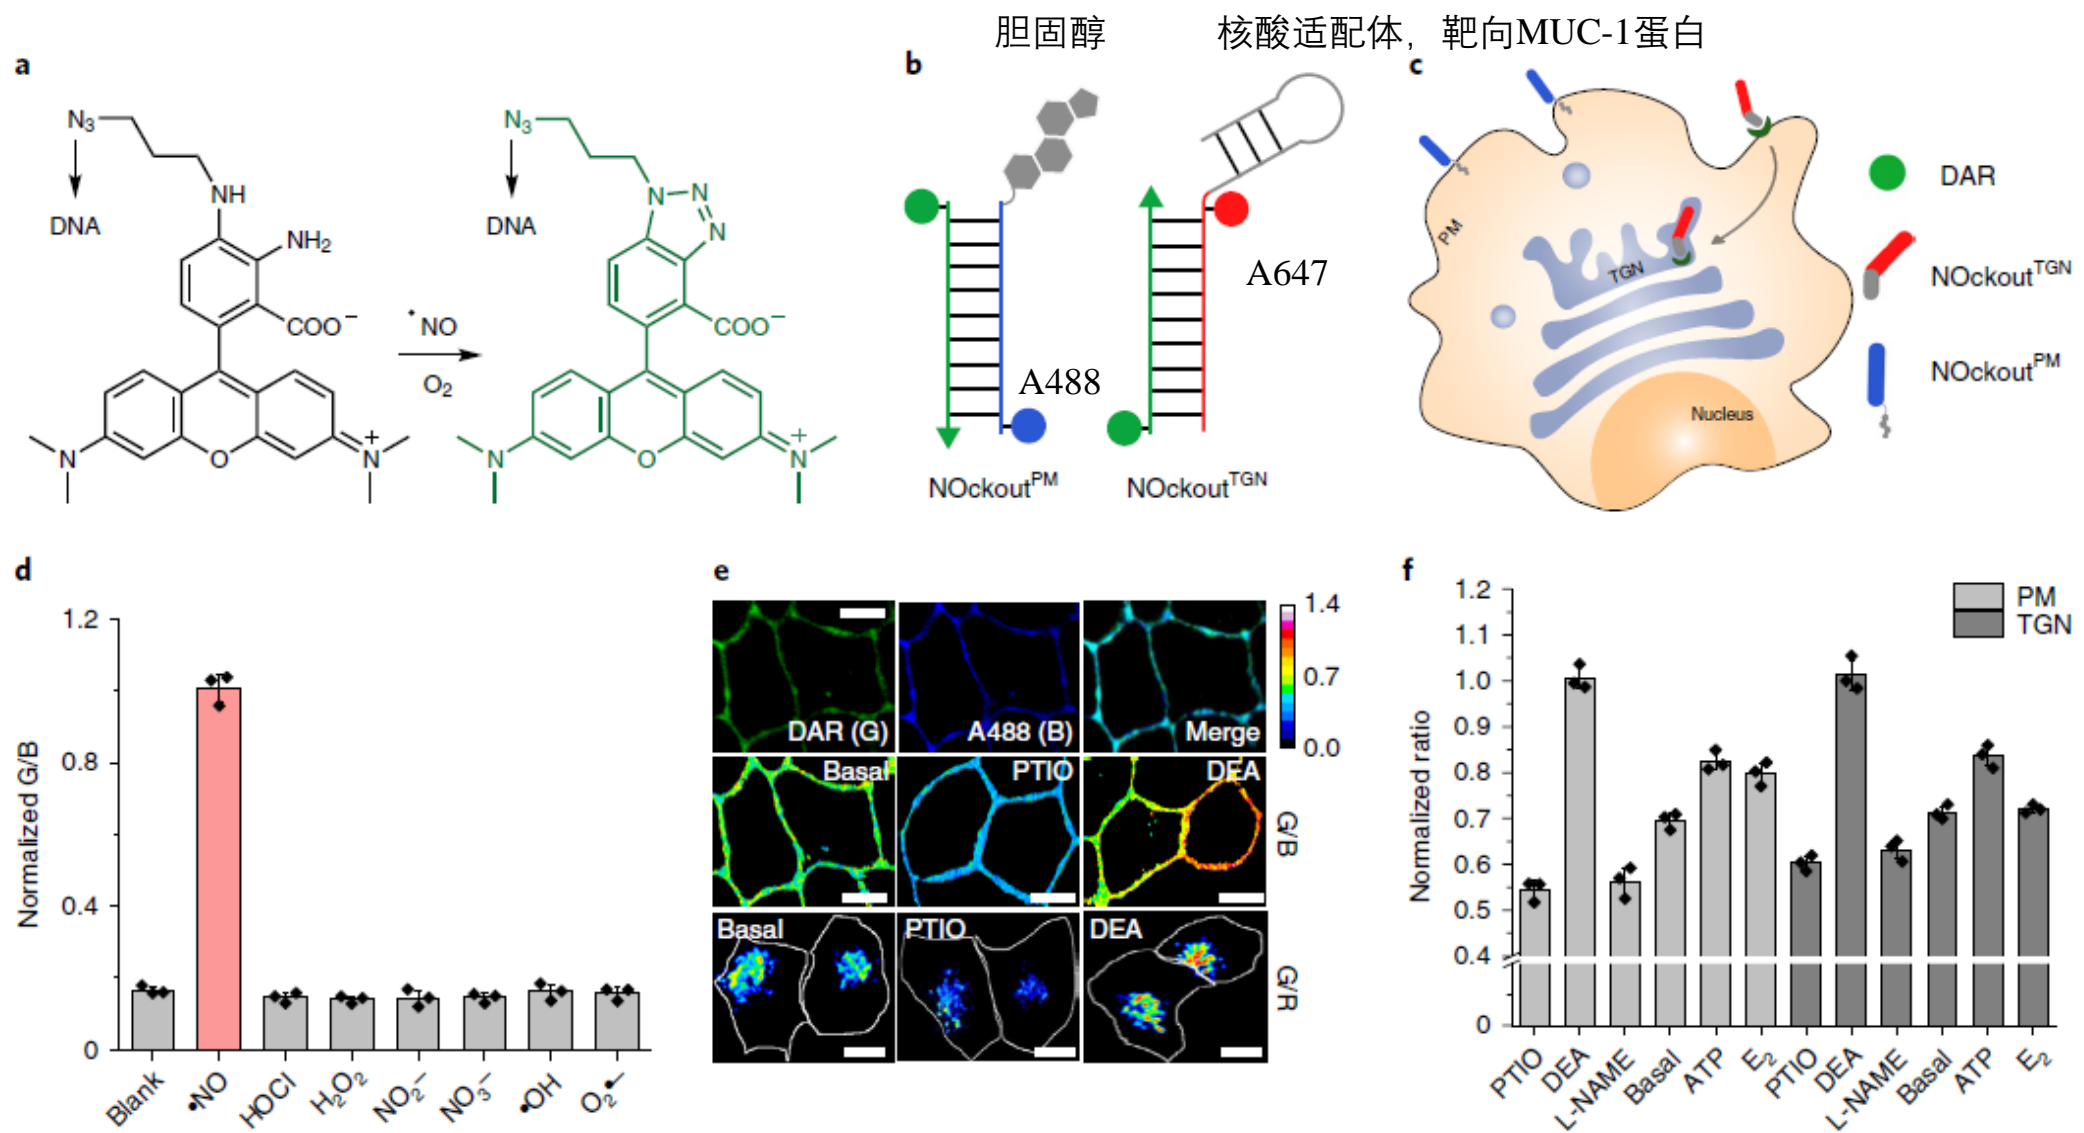 胆固醇
核酸适配体，靶向MUC-1蛋白
a
N₃
DNA
NH
NH₂
COO⁻
N
O
N⁺
•NO
O₂
N₃
DNA
N
N
N
COO⁻
N
O
N⁺
b
A488
A647
NOckoutᴾᴹ
NOckoutᵀᴳᴺ
c
PM
TGN
Nucleus
DAR
NOckoutᵀᴳᴺ
NOckoutᴾᴹ
d
Normalized G/B
1.2
0.8
0.4
0
Blank
•NO
HOCl
H₂O₂
NO₂⁻
NO₃⁻
•OH
O₂•–
e
DAR (G)
A488 (B)
Merge
1.4
0.7
0.0
Basal
PTIO
DEA
G/B
Basal
PTIO
DEA
G/R
f
PM
TGN
Normalized ratio
1.2
1.1
1.0
0.9
0.8
0.7
0.6
0.5
0.4
0
PTIO
DEA
L-NAME
Basal
ATP
E₂
PTIO
DEA
L-NAME
Basal
ATP
E₂